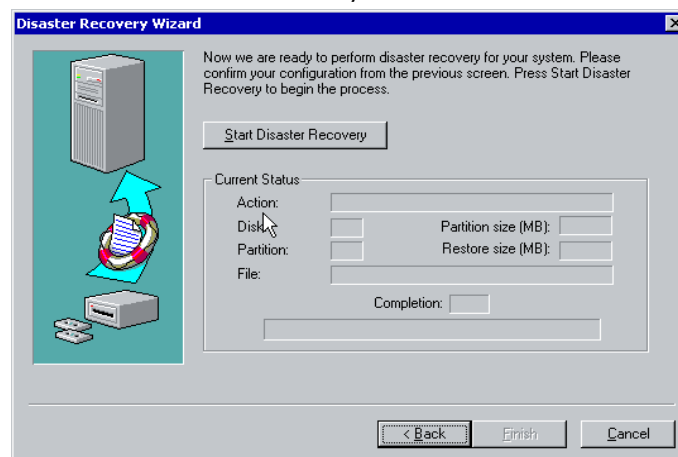 Disaster Recovery Wizard
Now we are ready to perform disaster recovery for your system. Please
confirm your configuration from the previous screen. Press Start Disaster
Recovery to begin the process.
Start Disaster Recovery
Current Status
Action:
Disk:
Partition size (MB):
Partition:
Restore size (MB):
File:
Completion:
< Back
Finish
Cancel